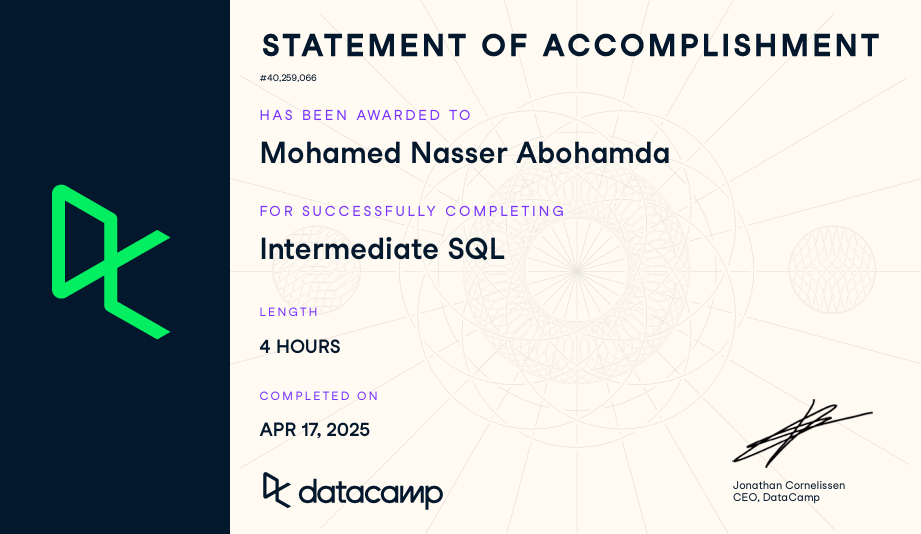 STATEMENT OF ACCOMPLISHMENT
#40,259,066
HAS BEEN AWARDED TO
Mohamed Nasser Abohamda
FOR SUCCESSFULLY COMPLETING
Intermediate SQL
LENGTH
4 HOURS
COMPLETED ON
APR 17, 2025
datacamp
Jonathan Cornelissen
CEO, DataCamp